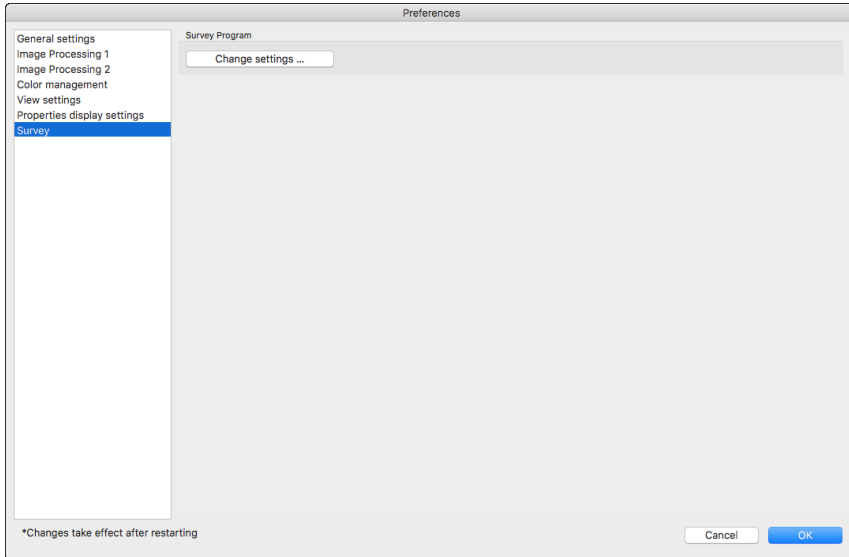 Preferences
General settings
Image Processing 1
Image Processing 2
Color management
View settings
Properties display settings
Survey
Survey Program
Change settings ...
*Changes take effect after restarting
Cancel
OK